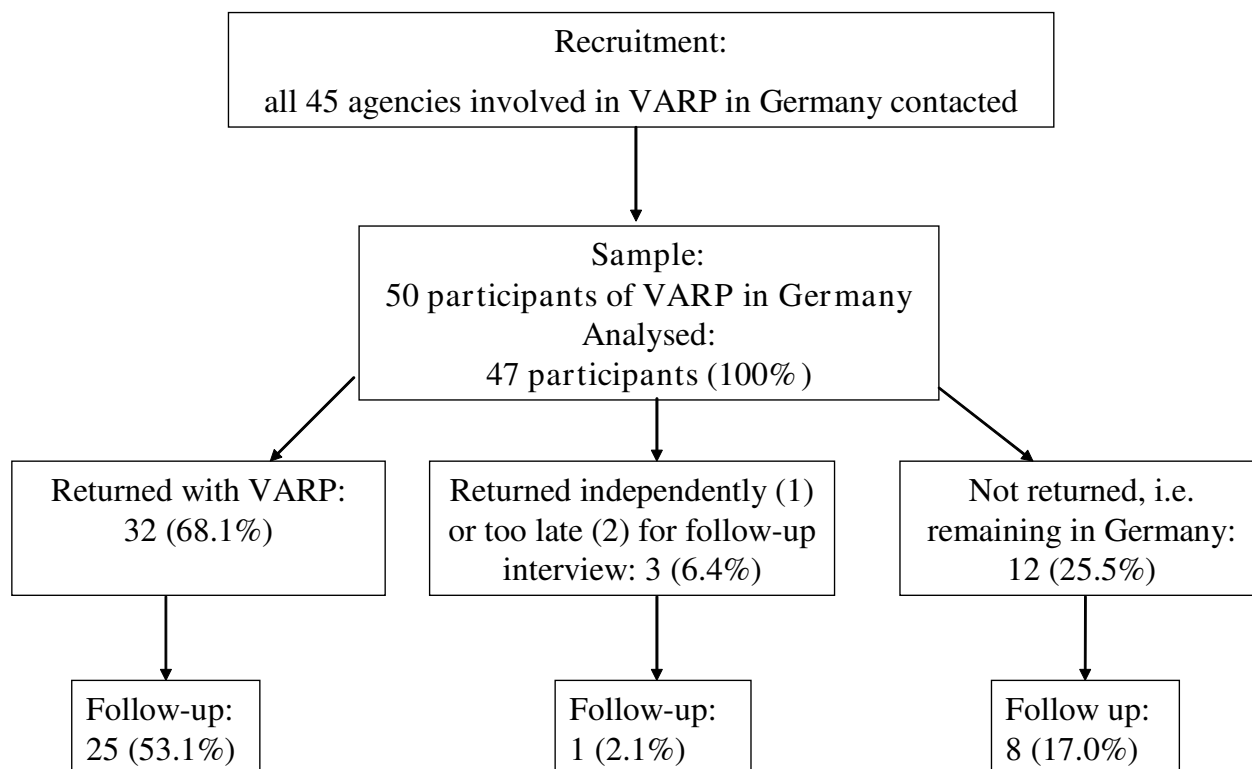 Recruitment:
all 45 agencies involved in VARP in Germany contacted
Sample:
50 participants of VARP in Germany
Analysed:
47 participants (100%)
Returned with VARP:
32 (68.1%)
Returned independently (1)
or too late (2) for follow-up
interview: 3 (6.4%)
Not returned, i.e.
remaining in Germany:
12 (25.5%)
Follow-up:
25 (53.1%)
Follow-up:
1 (2.1%)
Follow up:
8 (17.0%)